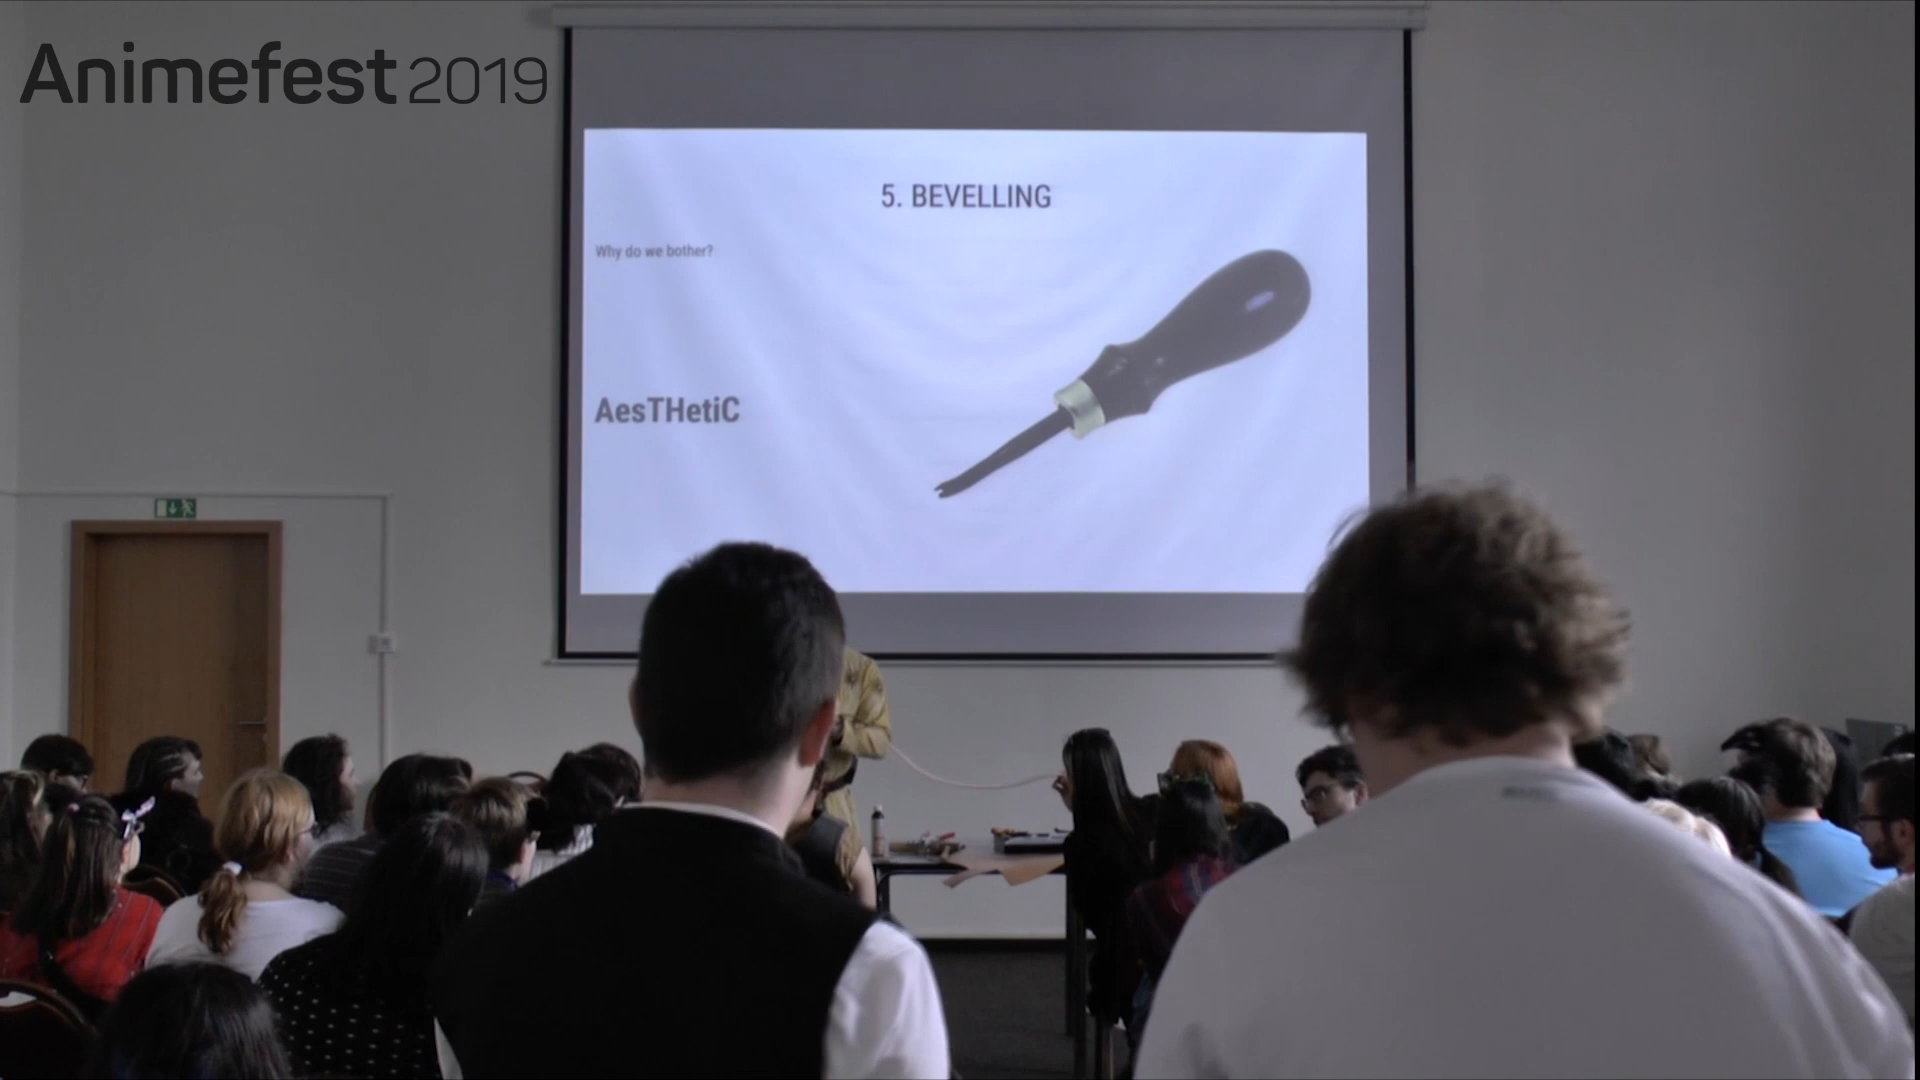 Animefest 2019
5. BEVELLING
Why do we bother?
AesTHetiC